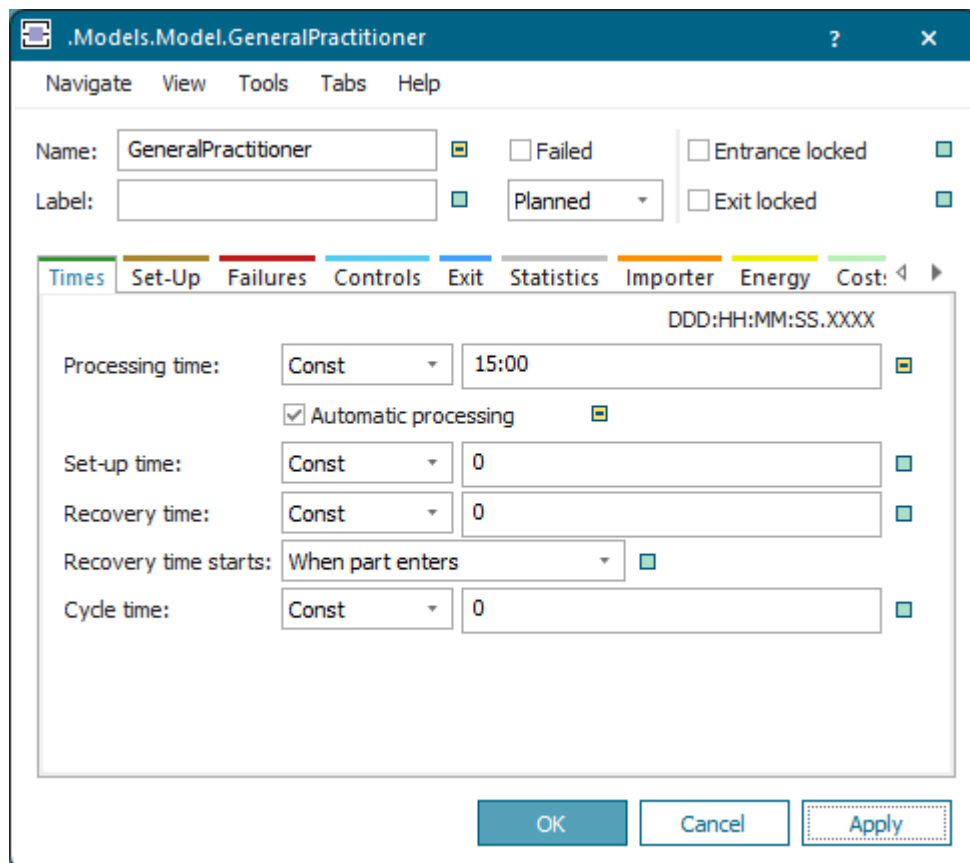 .Models.Model.GeneralPractitioner ? ×
Navigate View Tools Tabs Help
Name: GeneralPractitioner Failed Entrance locked
Label: Planned Exit locked
Times Set-Up Failures Controls Exit Statistics Importer Energy Costs
DDD:HH:MM:SS.XXXX
Processing time: Const 15:00
Automatic processing
Set-up time: Const 0
Recovery time: Const 0
Recovery time starts: When part enters
Cycle time: Const 0
OK Cancel Apply